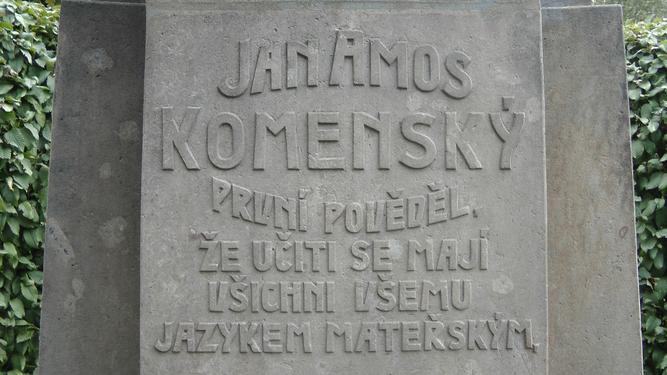 JAN AMOS
KOMENSKÝ
PRVNÍ POVĚDĚL,
ŽE UČITI SE MAJÍ
VŠICHNI VŠEMU
JAZYKEM MATEŘSKÝM.